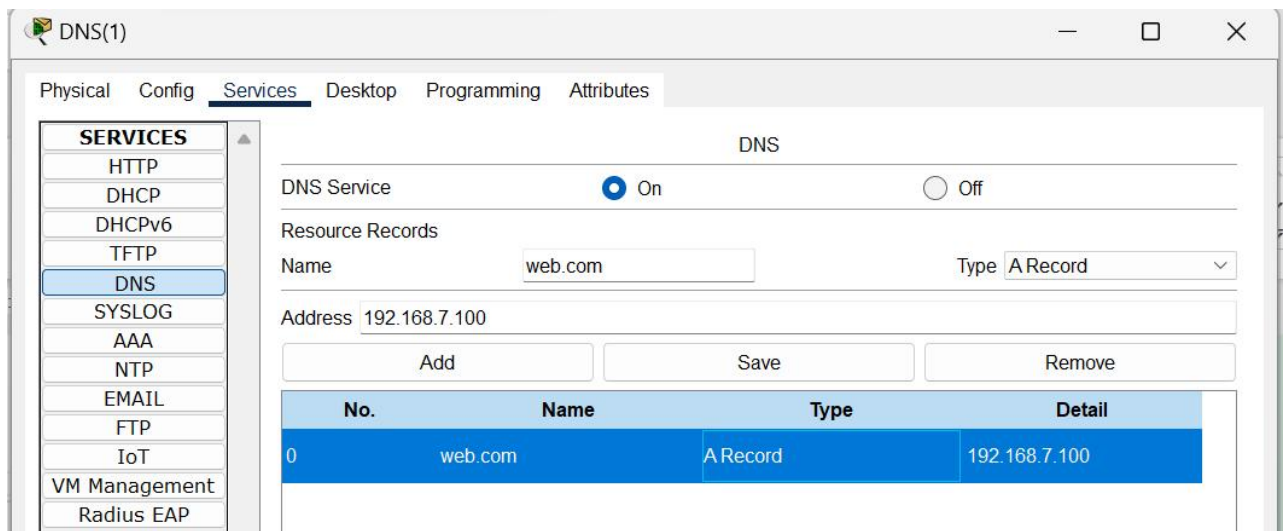 DNS(1)
Physical Config Services Desktop Programming Attributes
SERVICES
HTTP
DHCP
DHCPv6
TFTP
DNS
SYSLOG
AAA
NTP
EMAIL
FTP
IoT
VM Management
Radius EAP
DNS
DNS Service On Off
Resource Records
Name web.com Type A Record
Address 192.168.7.100
Add Save Remove
No. Name Type Detail
0 web.com A Record 192.168.7.100